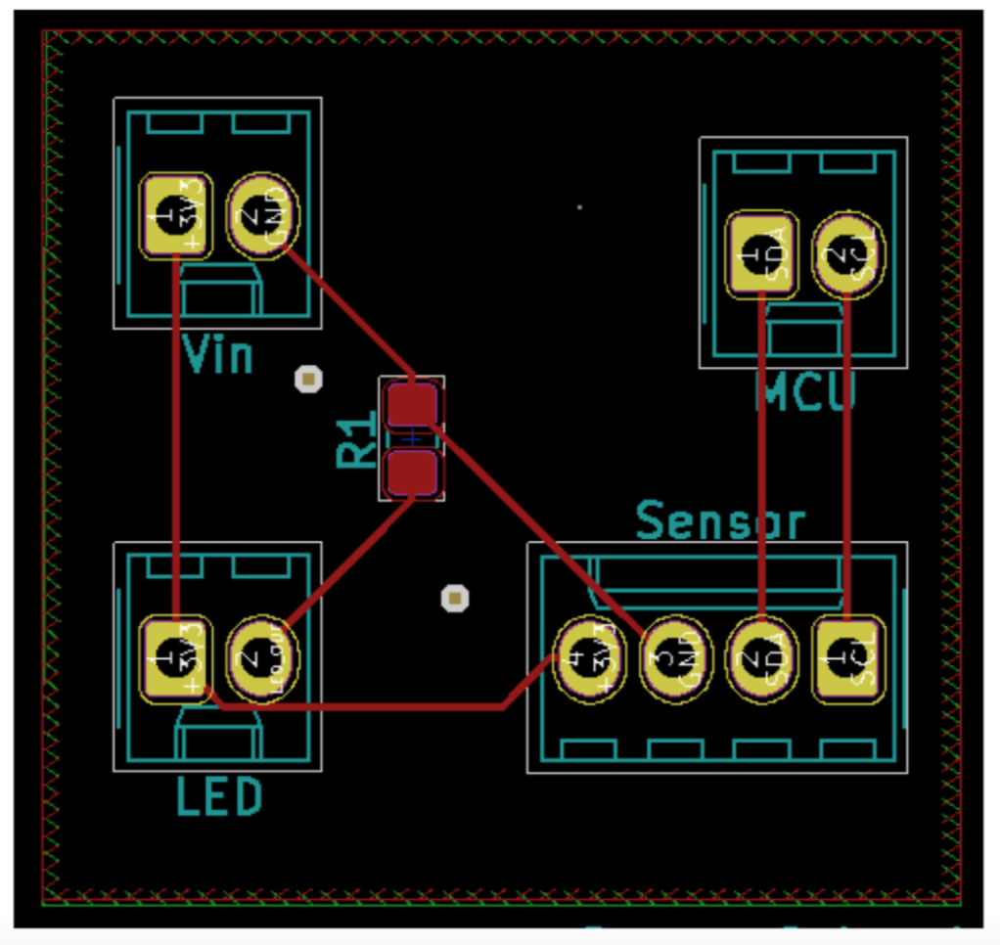 1 +3V3
2 GND
Vin
1 SDA
2 SCL
MCU
R1
Sensor
1 +3V3
2 LED_OUT
LED
4 +3V3
3 GND
2 SDA
1 SCL